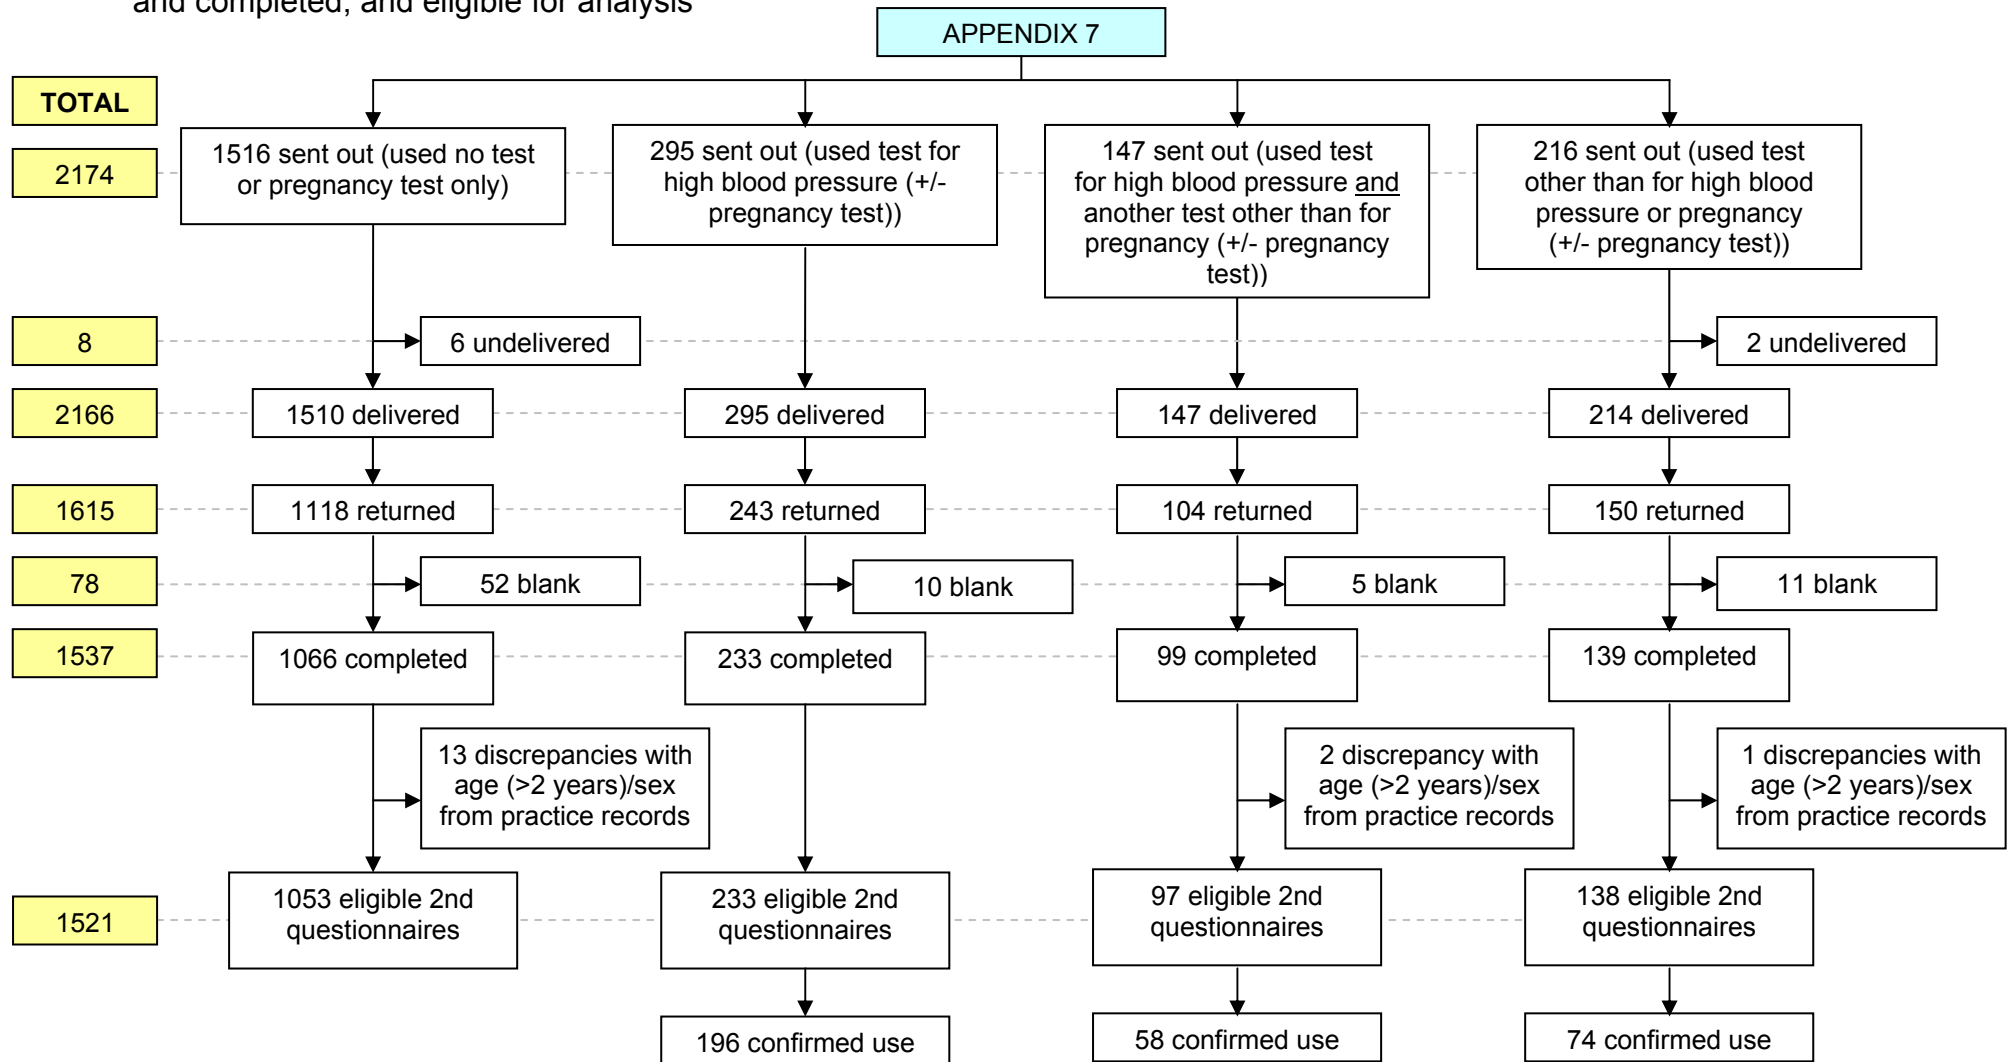 and completed, and eligible for analysis
APPENDIX 7
TOTAL
2174
1516 sent out (used no test
or pregnancy test only)
295 sent out (used test for
high blood pressure (+/-
pregnancy test))
147 sent out (used test
for high blood pressure and
another test other than for
pregnancy (+/- pregnancy
test))
216 sent out (used test
other than for high blood
pressure or pregnancy
(+/- pregnancy test))
8
6 undelivered
2 undelivered
2166
1510 delivered
295 delivered
147 delivered
214 delivered
1615
1118 returned
243 returned
104 returned
150 returned
78
52 blank
10 blank
5 blank
11 blank
1537
1066 completed
233 completed
99 completed
139 completed
13 discrepancies with
age (>2 years)/sex
from practice records
2 discrepancy with
age (>2 years)/sex
from practice records
1 discrepancies with
age (>2 years)/sex
from practice records
1521
1053 eligible 2nd
questionnaires
233 eligible 2nd
questionnaires
97 eligible 2nd
questionnaires
138 eligible 2nd
questionnaires
196 confirmed use
58 confirmed use
74 confirmed use